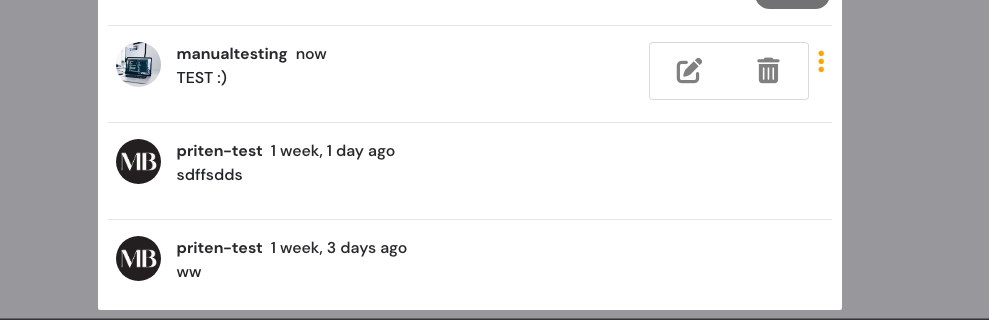 manualtesting now
TEST :)
MB
priten-test 1 week, 1 day ago
sdffsdds
MB
priten-test 1 week, 3 days ago
ww